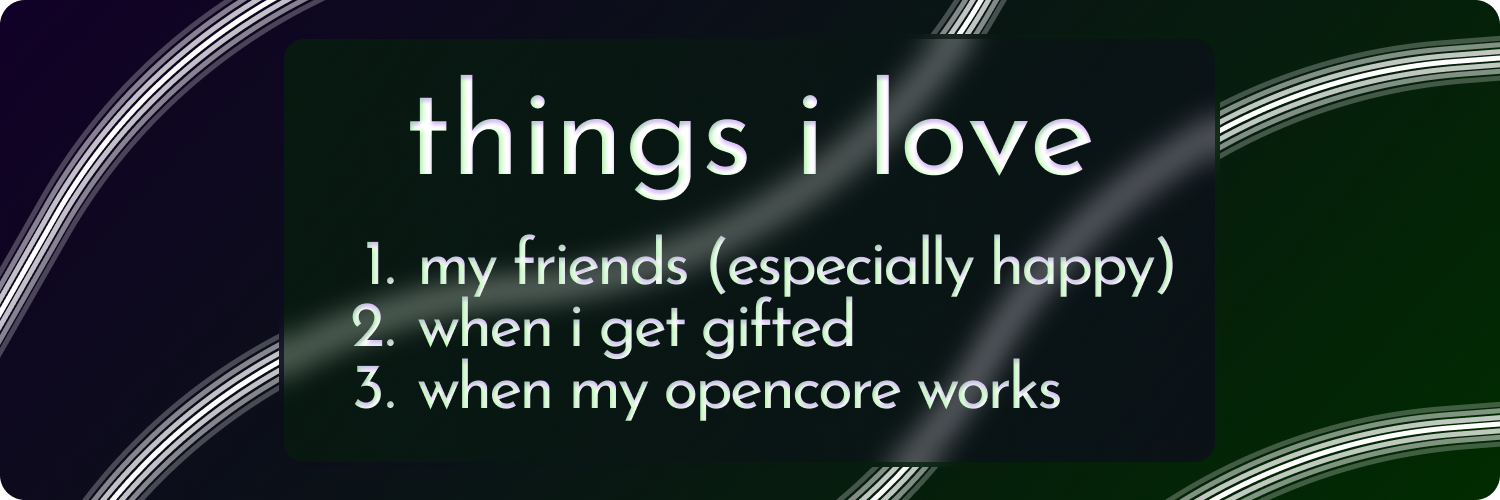 things i love
1. my friends (especially happy)
2. when i get gifted
3. when my opencore works